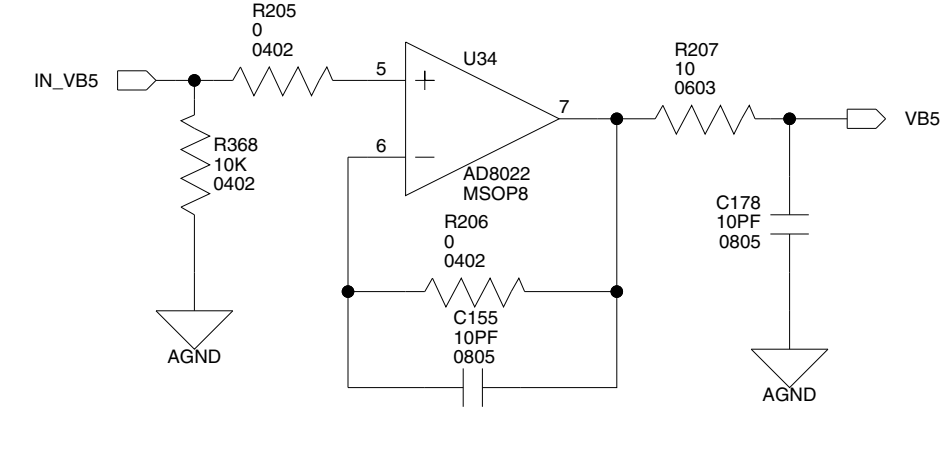 R205
0
0402
IN_VB5
5
+
U34
7
R207
10
0603
VB5
R368
10K
0402
6
−
AD8022
MSOP8
C178
10PF
0805
R206
0
0402
C155
10PF
0805
AGND
AGND